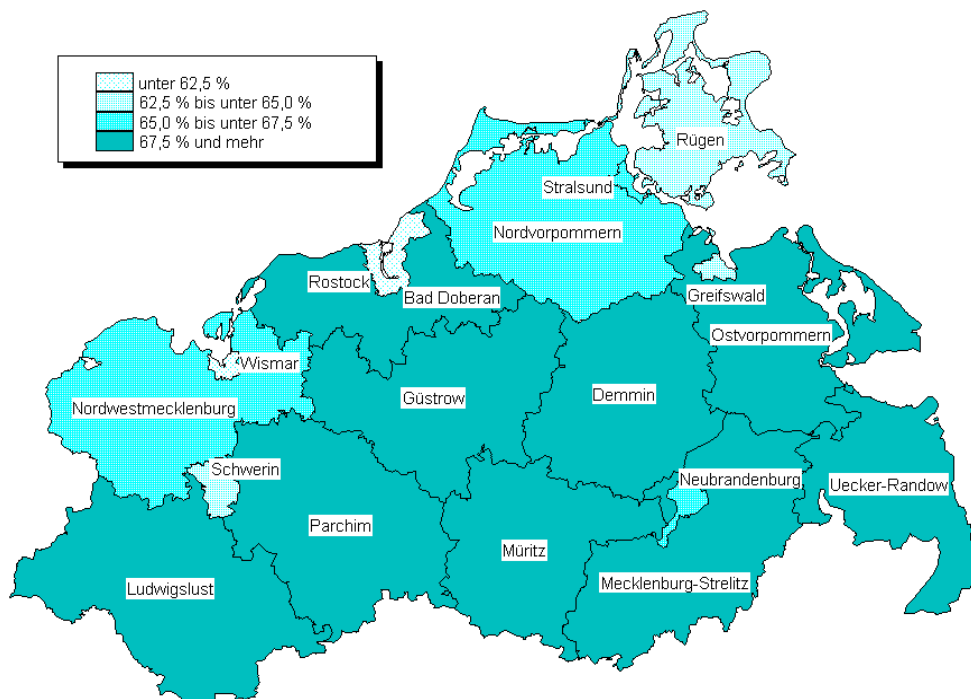 unter 62,5 %
62,5 % bis unter 65,0 %
65,0 % bis unter 67,5 %
67,5 % und mehr
Rügen
Stralsund
Nordvorpommern
Rostock
Bad Doberan
Greifswald
Ostvorpommern
Wismar
Nordwestmecklenburg
Güstrow
Demmin
Schwerin
Neubrandenburg
Uecker-Randow
Parchim
Müritz
Ludwigslust
Mecklenburg-Strelitz